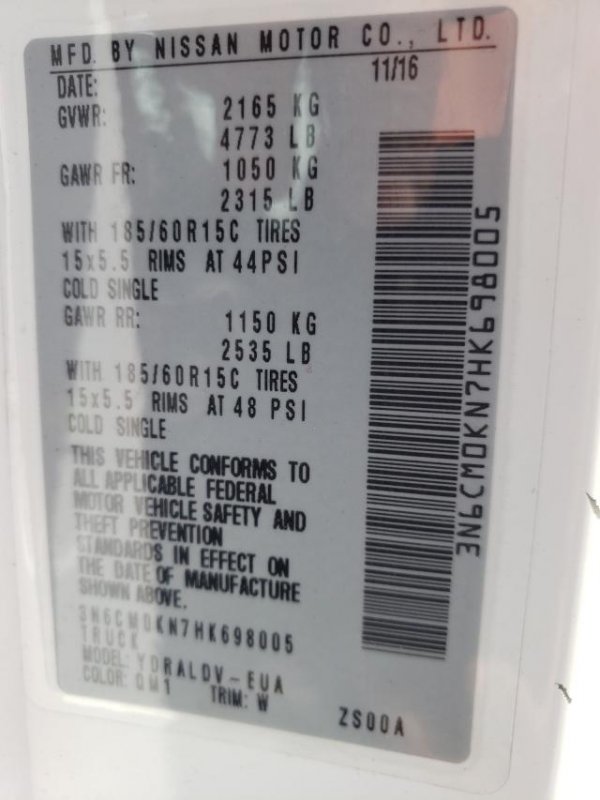 MFD. BY NISSAN MOTOR CO., LTD.
DATE: 11/16
GVWR: 2165 KG
4773 LB
GAWR FR: 1050 KG
2315 LB
WITH 185/60R15C TIRES
15x5.5 RIMS AT 44PSI
COLD SINGLE
GAWR RR: 1150 KG
2535 LB
WITH 185/60R15C TIRES
15x5.5 RIMS AT 48 PSI
COLD SINGLE
THIS VEHICLE CONFORMS TO
ALL APPLICABLE FEDERAL
MOTOR VEHICLE SAFETY AND
THEFT PREVENTION
STANDARDS IN EFFECT ON
THE DATE OF MANUFACTURE
SHOWN ABOVE.
3N6CM0KN7HK698005
TRUCK
MODEL: YDRALDV-EUA
COLOR: QM1 TRIM: W
ZS00A
3N6CM0KN7HK698005